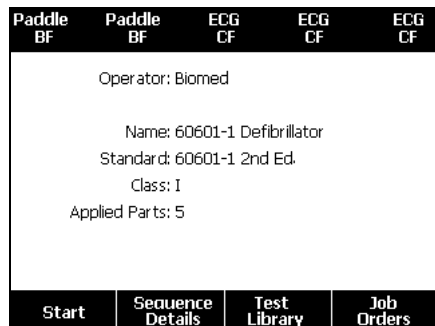 Paddle Paddle ECG ECG ECG
BF BF CF CF CF
Operator: Biomed
Name: 60601-1 Defibrillator
Standard: 60601-1 2nd Ed.
Class: I
Applied Parts: 5
Start Sequence Details Test Library Job Orders